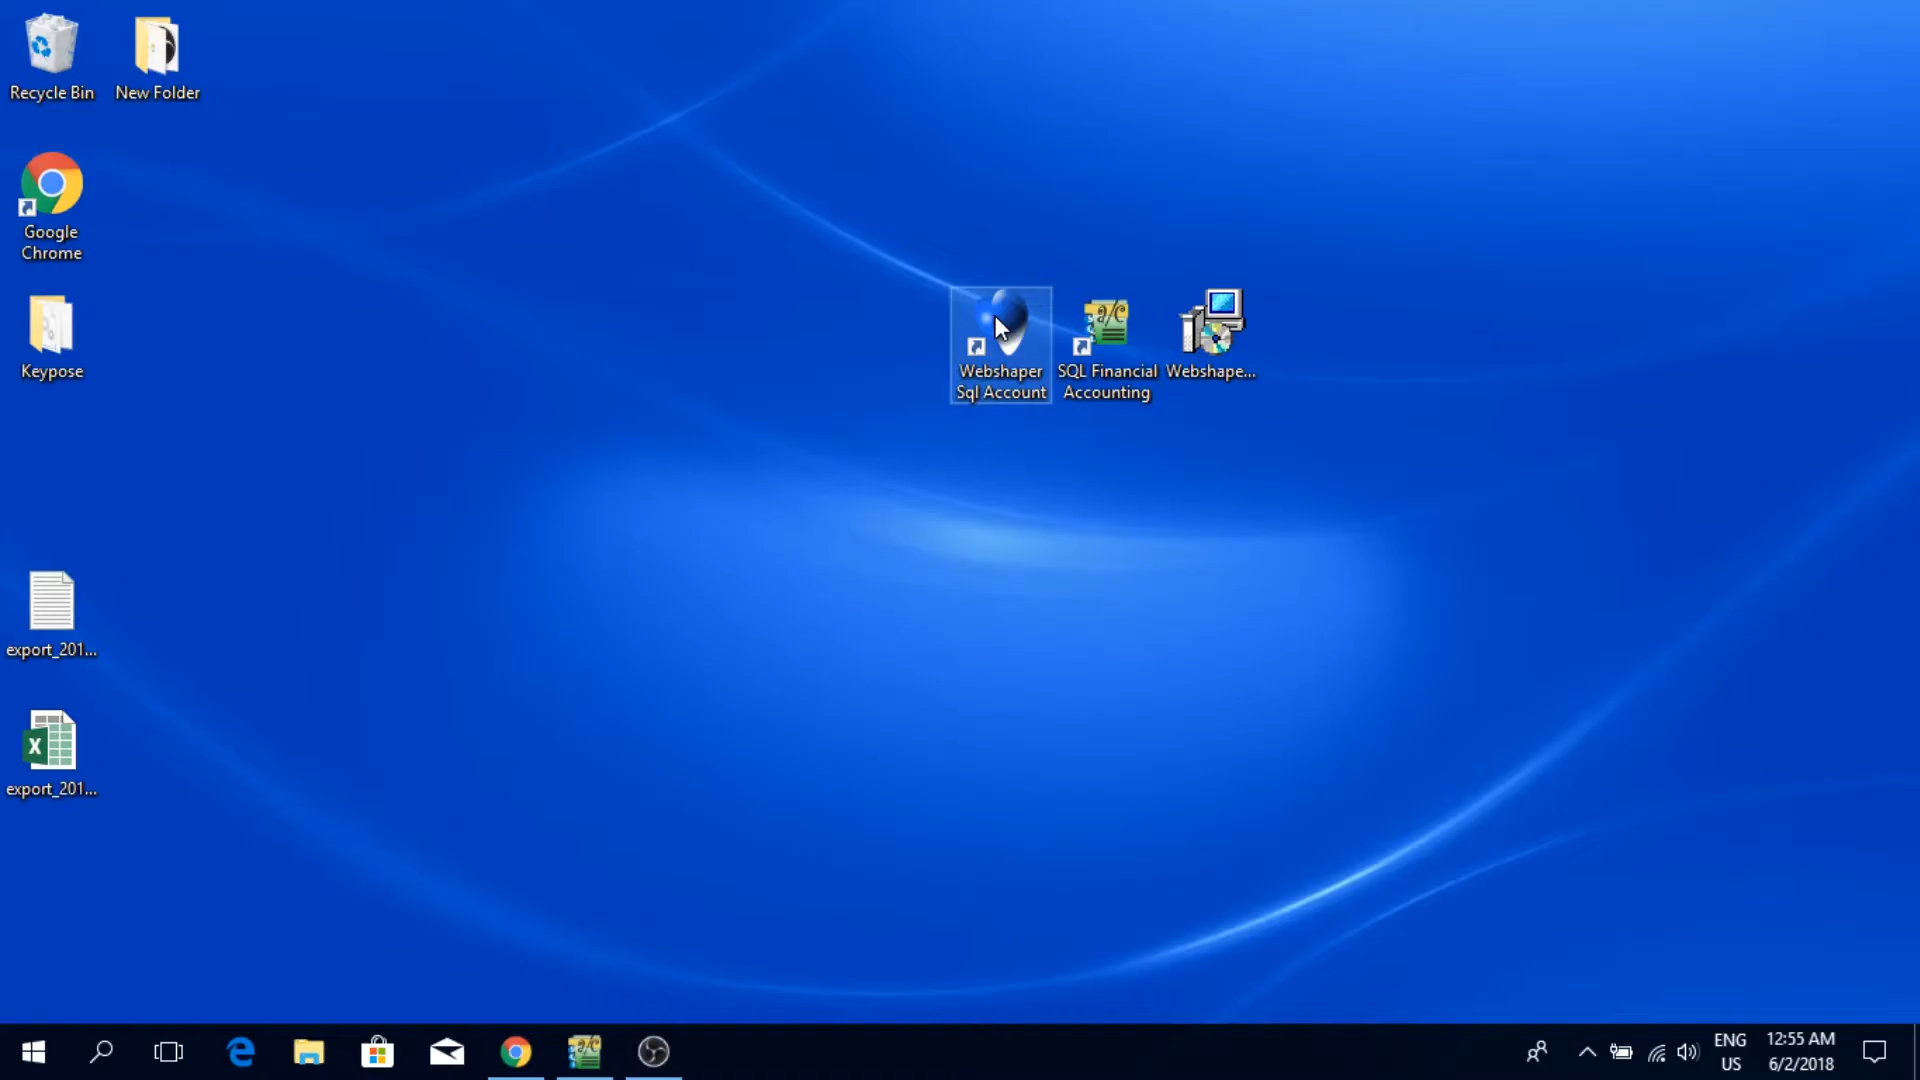 Recycle Bin
New Folder
Google
Chrome
Keypose
Webshaper
Sql Account
SQL Financial
Accounting
Webshape...
export_201...
export_201...
ENG
US
12:55 AM
6/2/2018